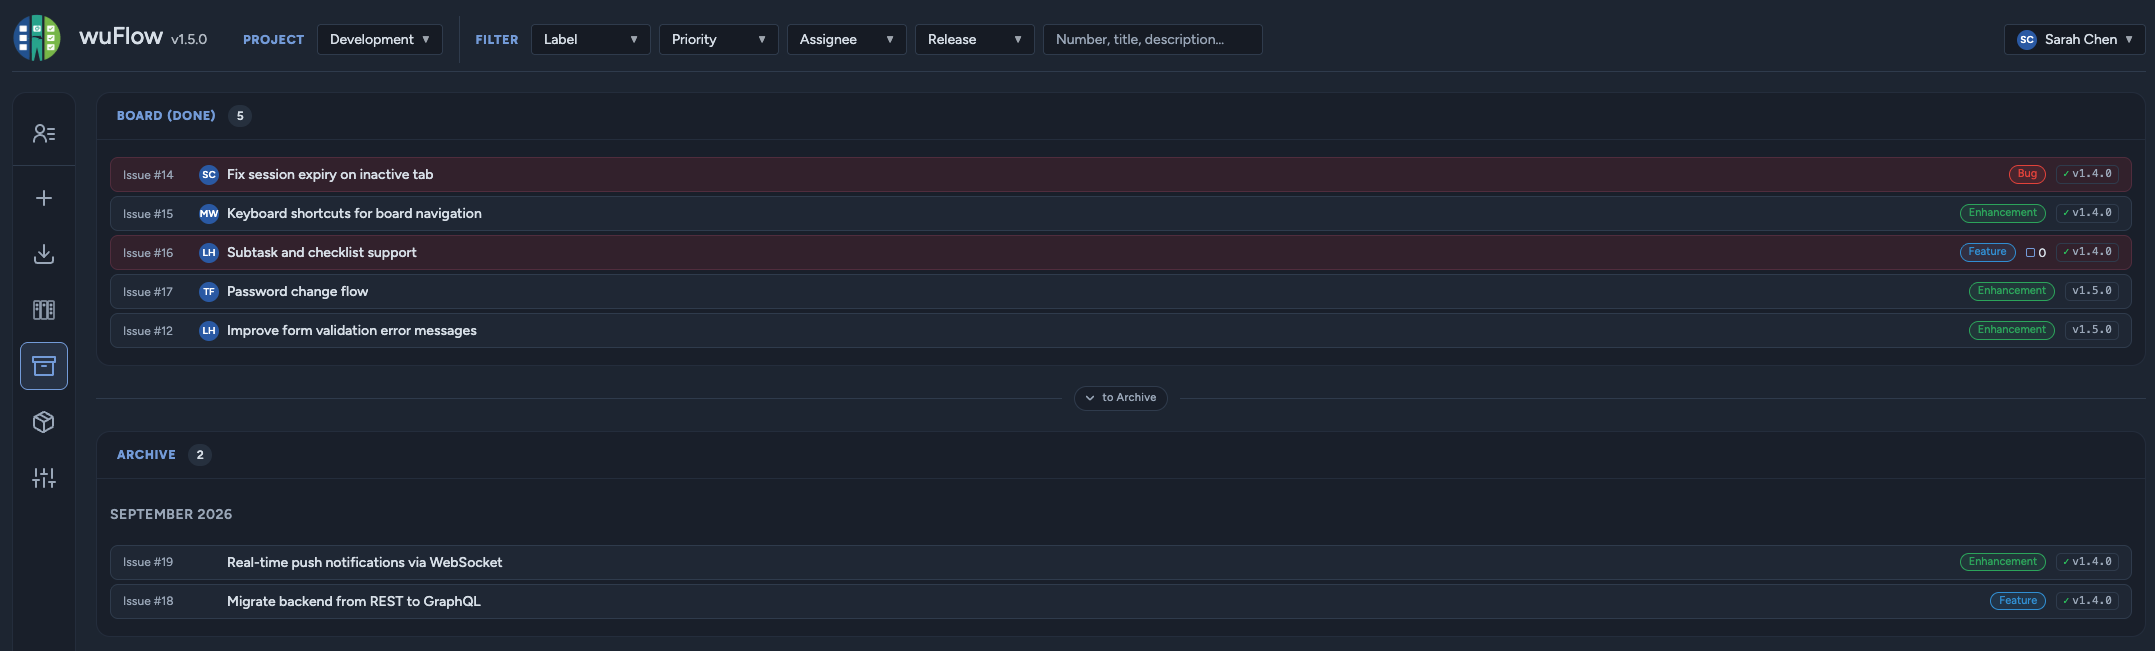 wuFlow v1.5.0 PROJECT Development ▼ FILTER Label ▼ Priority ▼ Assignee ▼ Release ▼ Number, title, description... SC Sarah Chen ▼
BOARD (DONE) 5
Issue #14 SC Fix session expiry on inactive tab Bug ✓ v1.4.0
Issue #15 MW Keyboard shortcuts for board navigation Enhancement ✓ v1.4.0
Issue #16 LH Subtask and checklist support Feature 0 ✓ v1.4.0
Issue #17 TF Password change flow Enhancement v1.5.0
Issue #12 LH Improve form validation error messages Enhancement v1.5.0
to Archive
ARCHIVE 2
SEPTEMBER 2026
Issue #19 Real-time push notifications via WebSocket Enhancement ✓ v1.4.0
Issue #18 Migrate backend from REST to GraphQL Feature ✓ v1.4.0